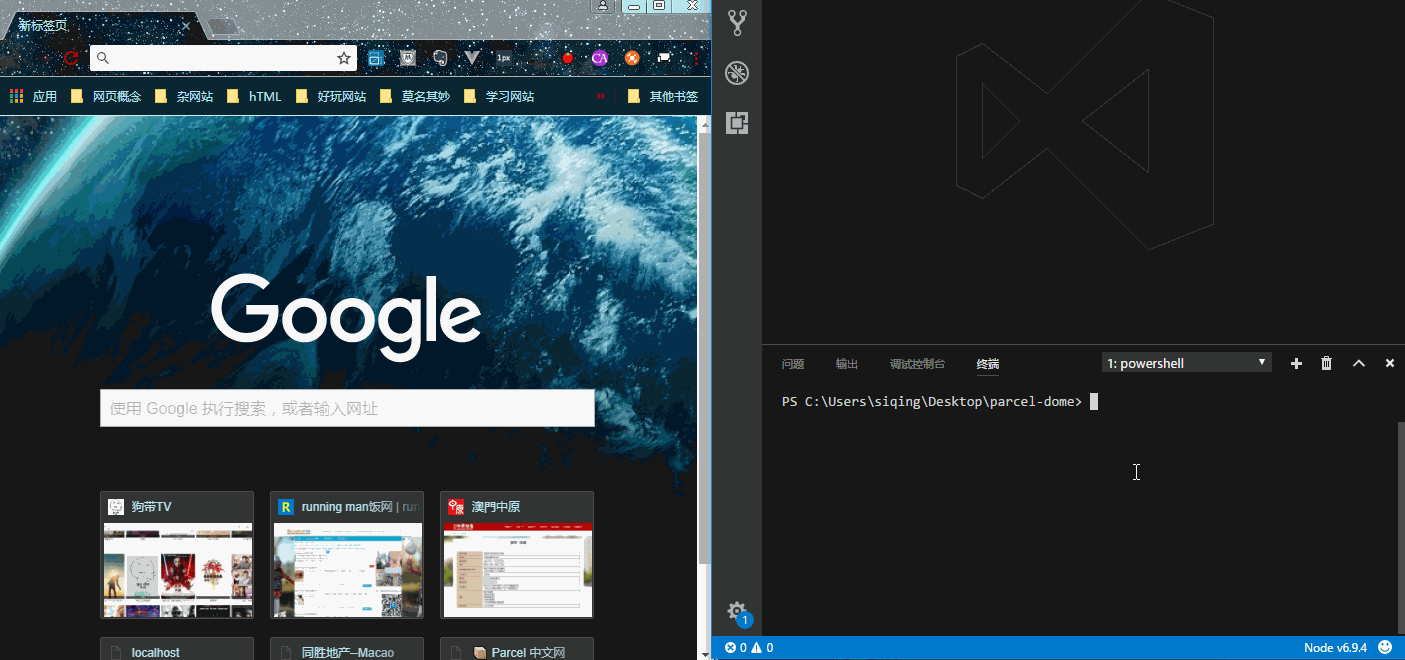 新标签页
1px
CA
应用 网页概念 杂网站 hTML 好玩网站 莫名其妙 学习网站 » 其他书签
Google
使用 Google 执行搜索，或者输入网址
狗带TV
R running man饭网 | run
澳門中原
localhost
同胜地产--Macao
Parcel 中文网
问题 输出 调试控制台 终端 1: powershell
PS C:\Users\siqing\Desktop\parcel-dome>
1
0 0 Node v6.9.4